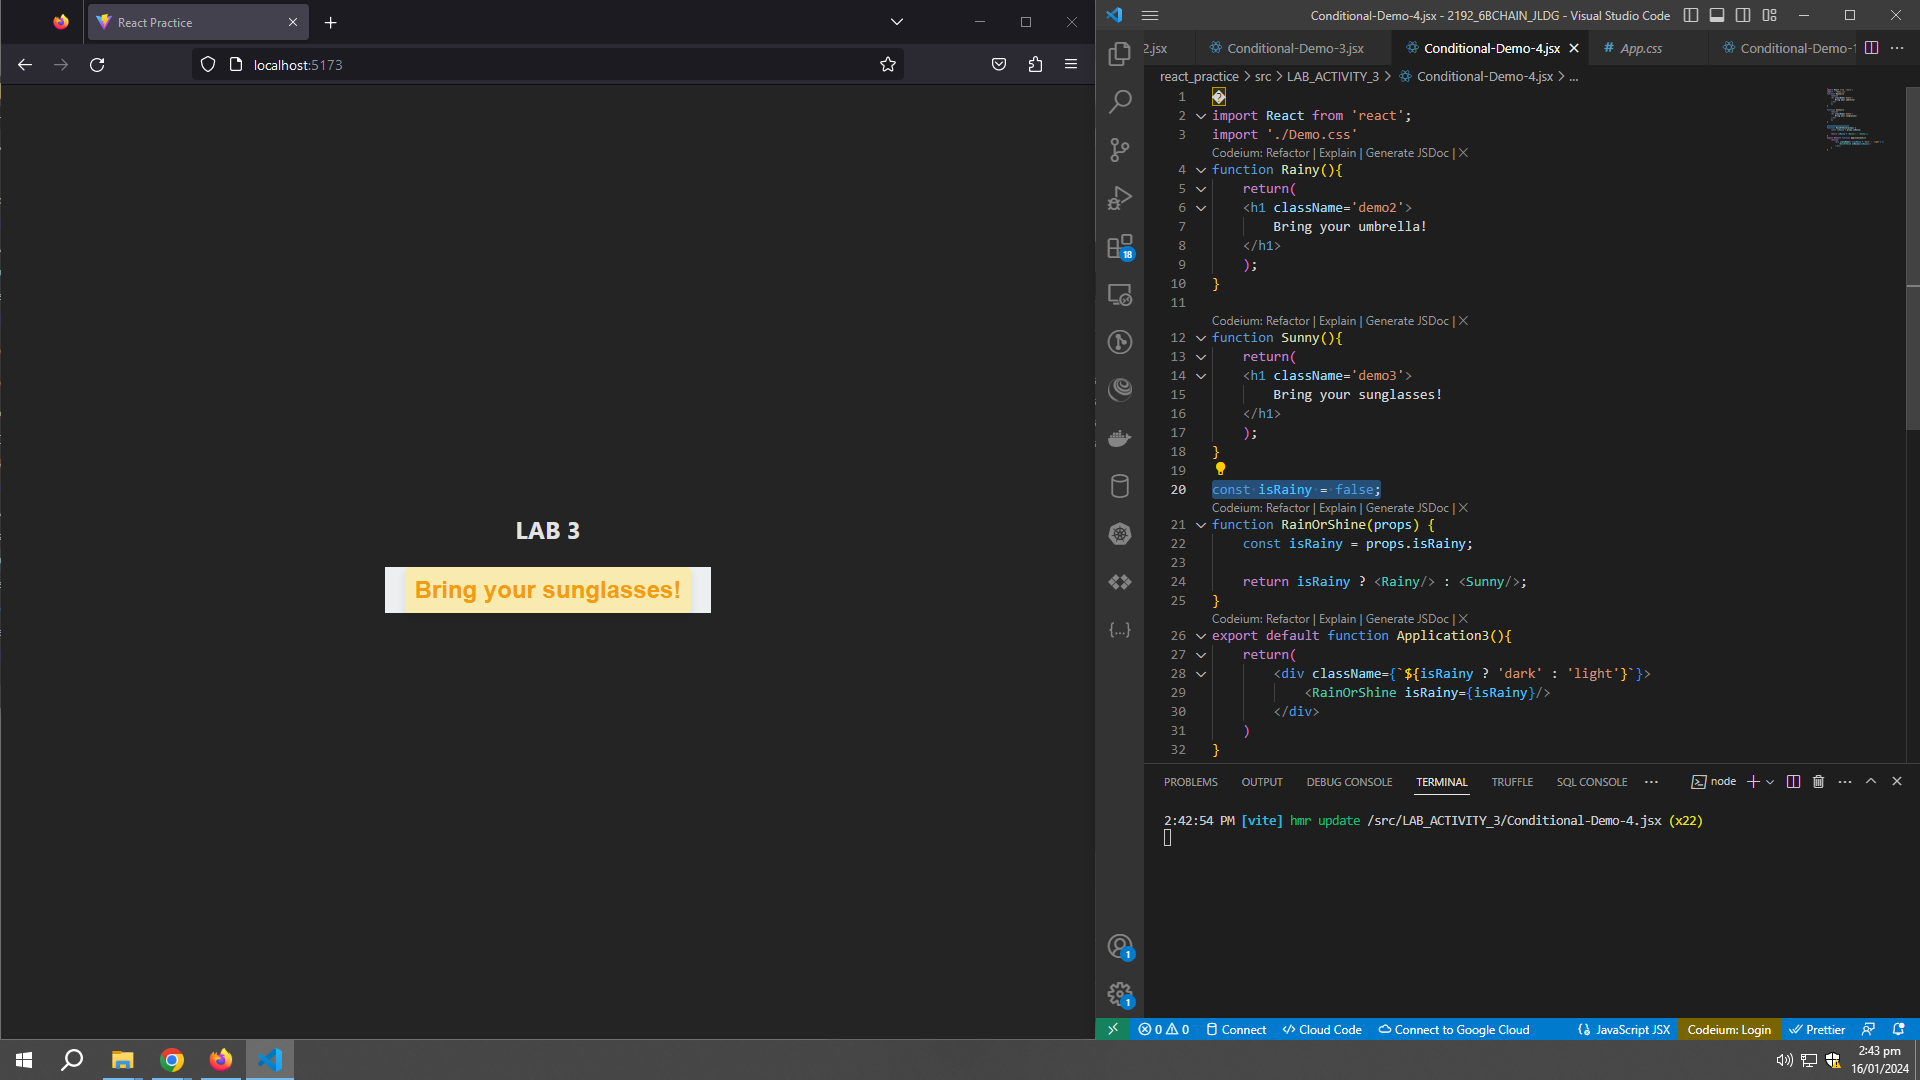 React Practice
localhost:5173
LAB 3
Bring your sunglasses!
Conditional-Demo-4.jsx - 2192_6BCHAIN_JLDG - Visual Studio Code
2.jsx
Conditional-Demo-3.jsx
Conditional-Demo-4.jsx
# App.css
Conditional-Demo-1
react_practice > src > LAB_ACTIVITY_3 > Conditional-Demo-4.jsx > ...
1 �
2 import React from 'react';
3 import './Demo.css'
Codeium: Refactor | Explain | Generate JSDoc | X
4 function Rainy(){
5 return(
6 <h1 className='demo2'>
7 Bring your umbrella!
8 </h1>
9 );
10 }
11
Codeium: Refactor | Explain | Generate JSDoc | X
12 function Sunny(){
13 return(
14 <h1 className='demo3'>
15 Bring your sunglasses!
16 </h1>
17 );
18 }
19
20 const isRainy = false;
Codeium: Refactor | Explain | Generate JSDoc | X
21 function RainOrShine(props) {
22 const isRainy = props.isRainy;
23
24 return isRainy ? <Rainy/> : <Sunny/>;
25 }
Codeium: Refactor | Explain | Generate JSDoc | X
26 export default function Application3(){
27 return(
28 <div className={`${isRainy ? 'dark' : 'light'}`}>
29 <RainOrShine isRainy={isRainy}/>
30 </div>
31 )
32 }
18
PROBLEMS OUTPUT DEBUG CONSOLE TERMINAL TRUFFLE SQL CONSOLE ... node
2:42:54 PM [vite] hmr update /src/LAB_ACTIVITY_3/Conditional-Demo-4.jsx (x22)
1
1
0 0 Connect Cloud Code Connect to Google Cloud JavaScript JSX Codeium: Login Prettier
2:43 pm
16/01/2024